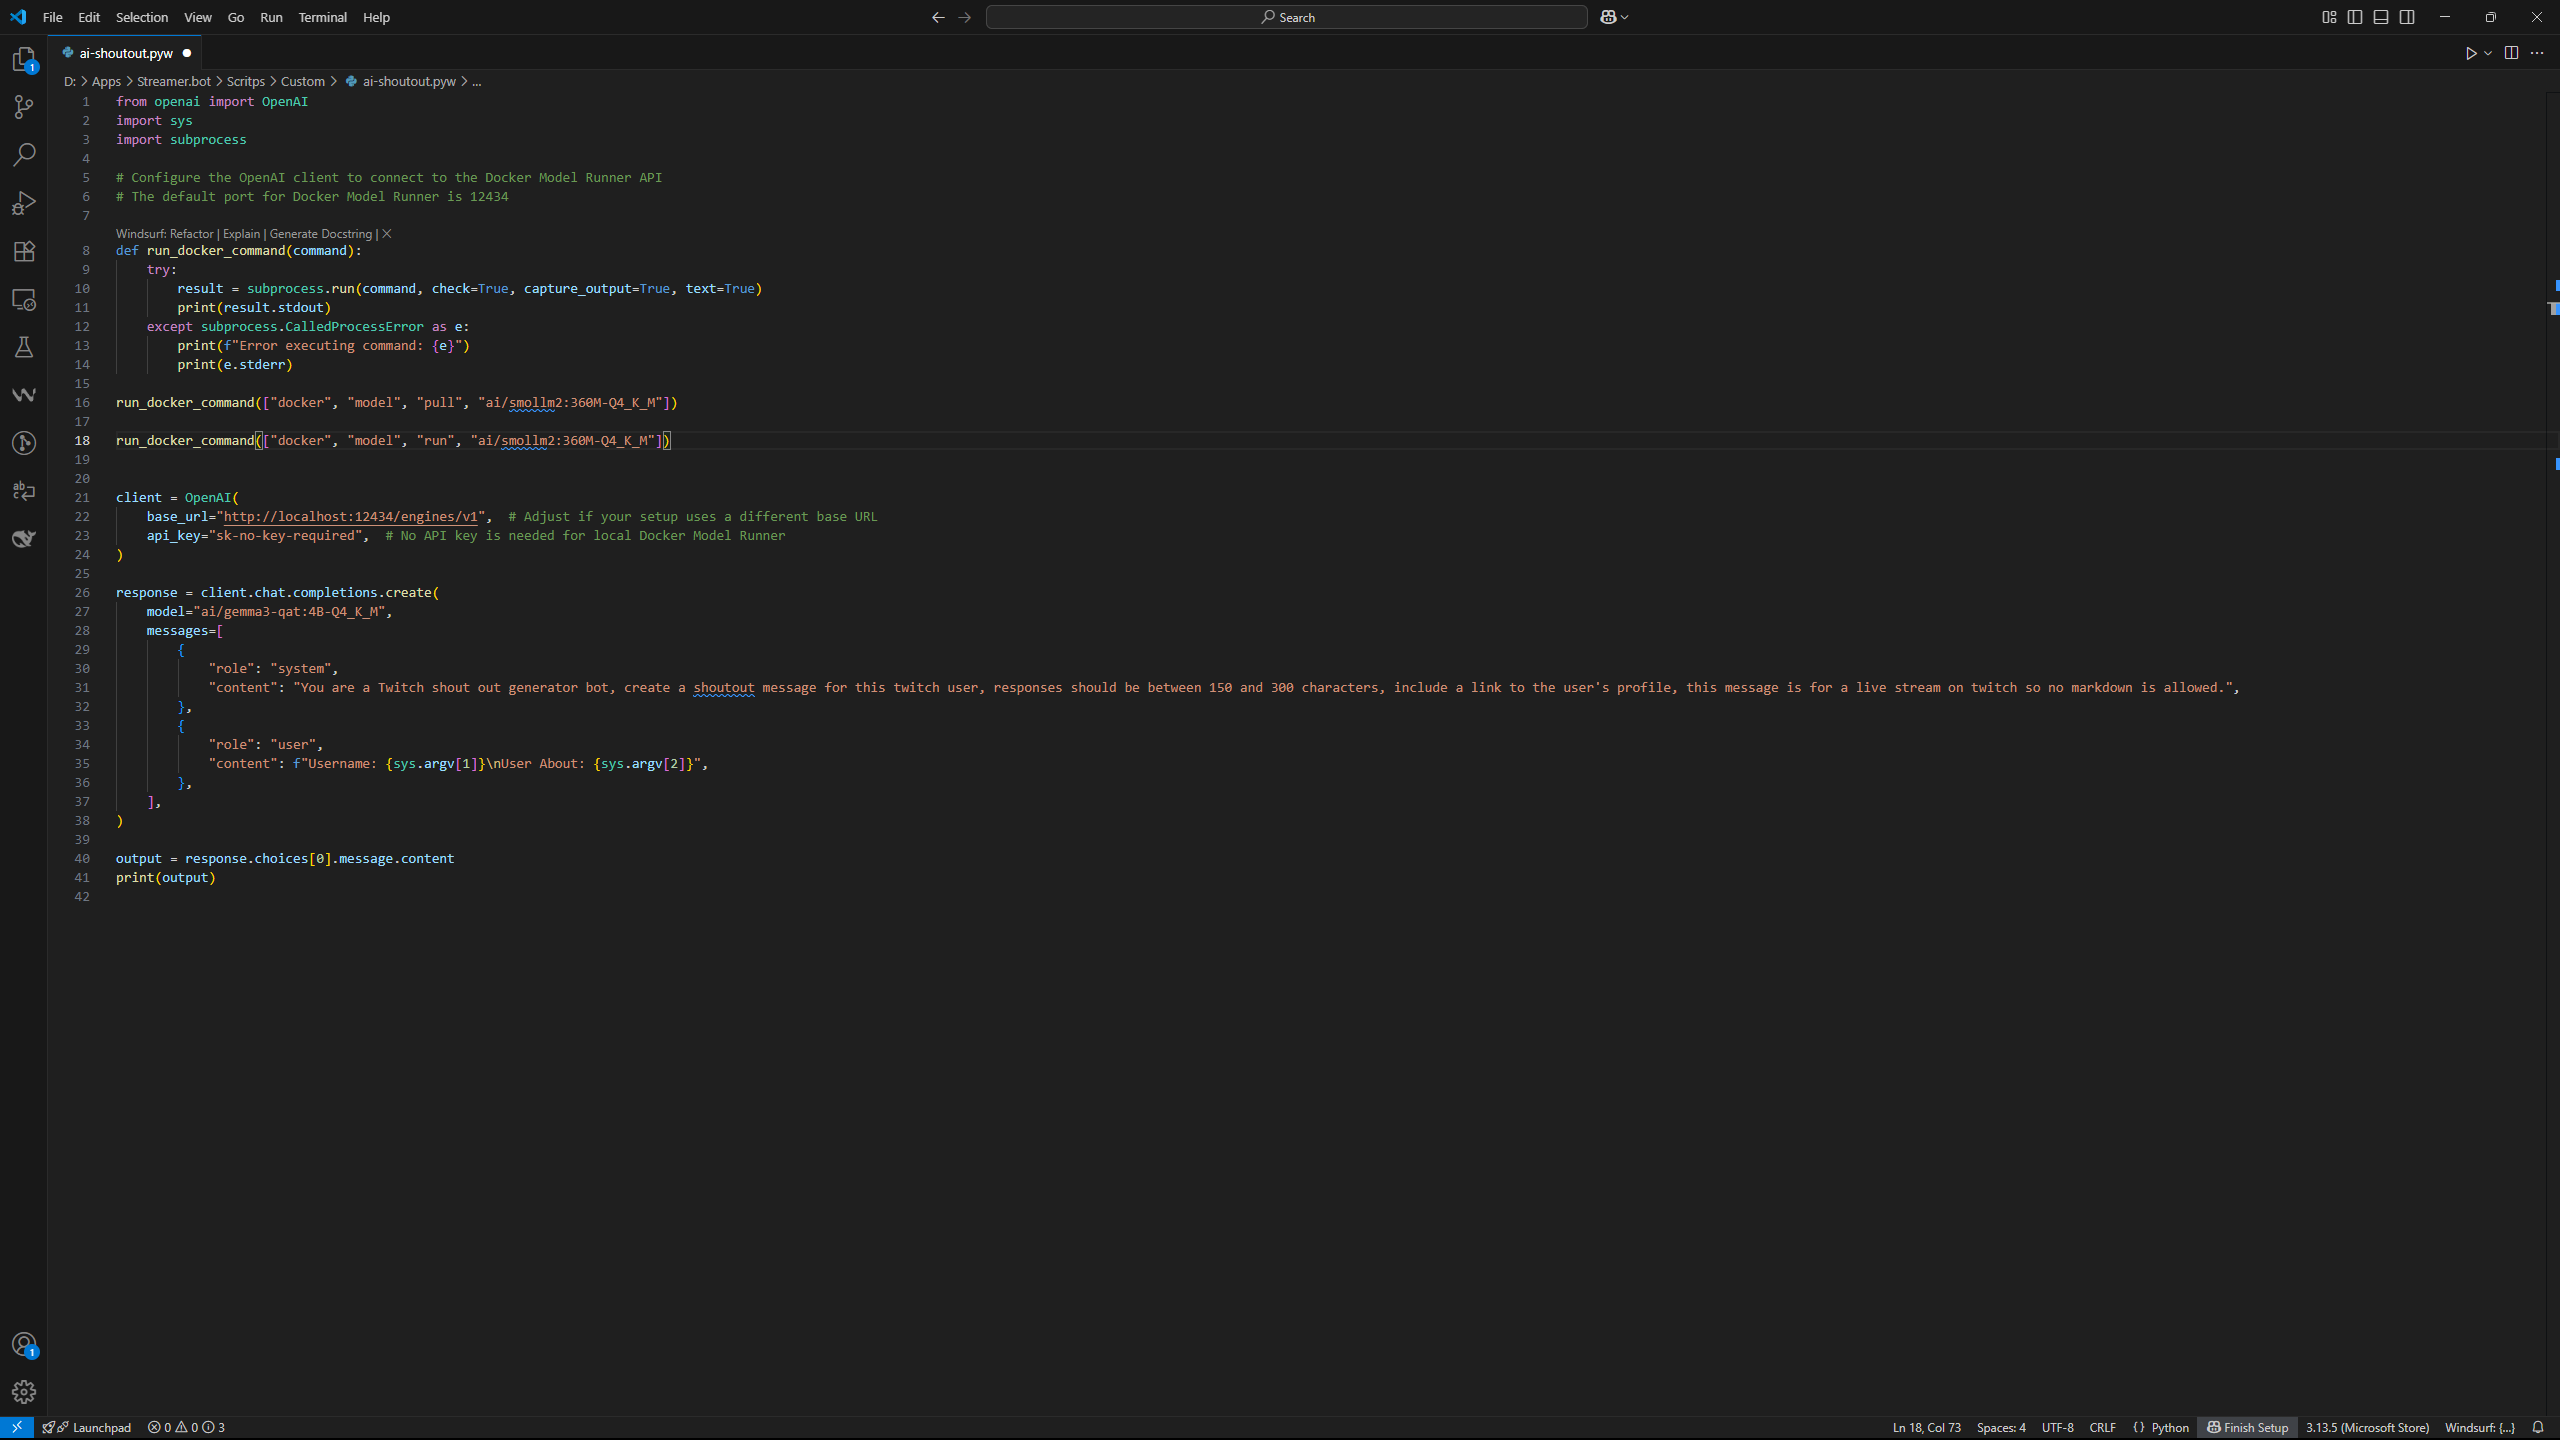 File Edit Selection View Go Run Terminal Help
Search
ai-shoutout.pyw
D: > Apps > Streamer.bot > Scritps > Custom > ai-shoutout.pyw > ...
1 from openai import OpenAI
2 import sys
3 import subprocess
4
5 # Configure the OpenAI client to connect to the Docker Model Runner API
6 # The default port for Docker Model Runner is 12434
7
Windsurf: Refactor | Explain | Generate Docstring | X
8 def run_docker_command(command):
9     try:
10         result = subprocess.run(command, check=True, capture_output=True, text=True)
11         print(result.stdout)
12     except subprocess.CalledProcessError as e:
13         print(f"Error executing command: {e}")
14         print(e.stderr)
15
16 run_docker_command(["docker", "model", "pull", "ai/smollm2:360M-Q4_K_M"])
17
18 run_docker_command(["docker", "model", "run", "ai/smollm2:360M-Q4_K_M"])
19
20
21 client = OpenAI(
22     base_url="http://localhost:12434/engines/v1",  # Adjust if your setup uses a different base URL
23     api_key="sk-no-key-required",  # No API key is needed for local Docker Model Runner
24 )
25
26 response = client.chat.completions.create(
27     model="ai/gemma3-qat:4B-Q4_K_M",
28     messages=[
29         {
30             "role": "system",
31             "content": "You are a Twitch shout out generator bot, create a shoutout message for this twitch user, responses should be between 150 and 300 characters, include a link to the user's profile, this message is for a live stream on twitch so no markdown is allowed.",
32         },
33         {
34             "role": "user",
35             "content": f"Username: {sys.argv[1]}\nUser About: {sys.argv[2]}",
36         },
37     ],
38 )
39
40 output = response.choices[0].message.content
41 print(output)
42
1
1
Launchpad 0 0 3 Ln 18, Col 73 Spaces: 4 UTF-8 CRLF {} Python Finish Setup 3.13.5 (Microsoft Store) Windsurf: {...}